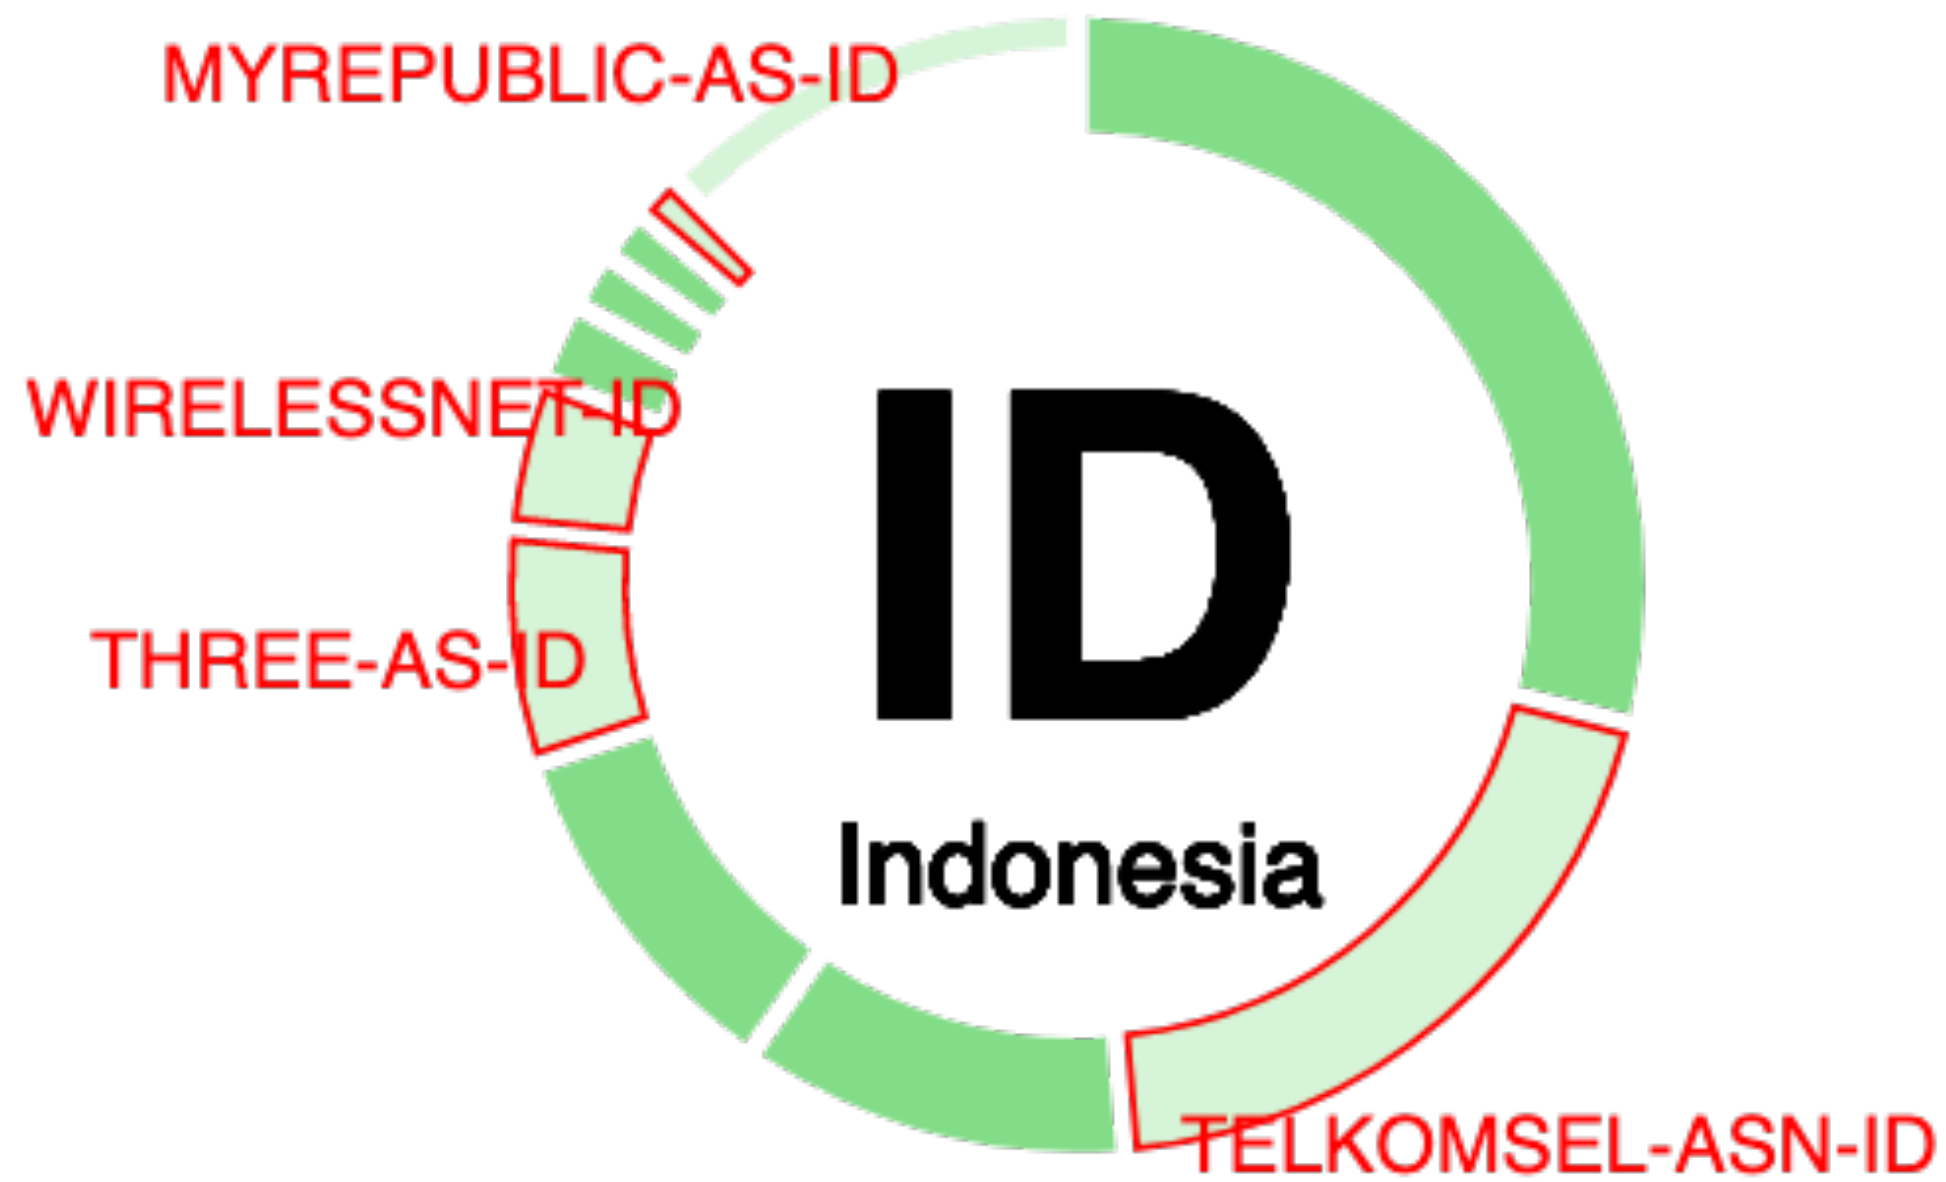 MYREPUBLIC-AS-ID
WIRELESSNET-ID
ID
THREE-AS-ID
Indonesia
TELKOMSEL-ASN-ID